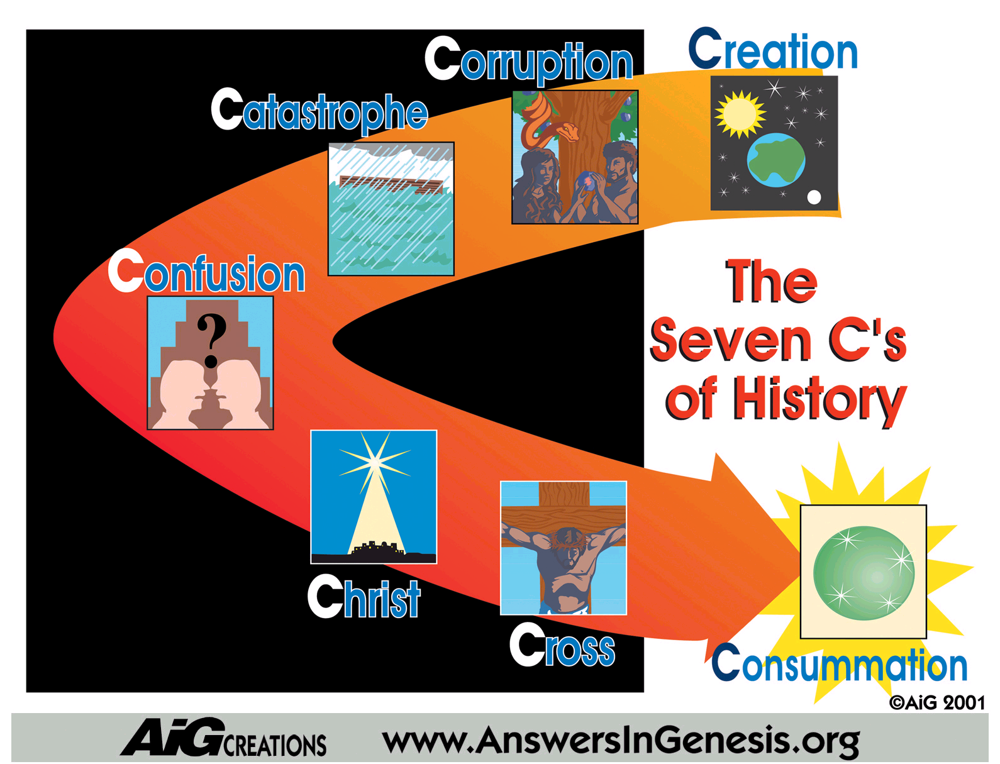 Creation
Corruption
Catastrophe
Confusion
?
The
Seven C's
of History
Christ
Cross
Consummation
©AiG 2001
AiG CREATIONS
www.AnswersInGenesis.org